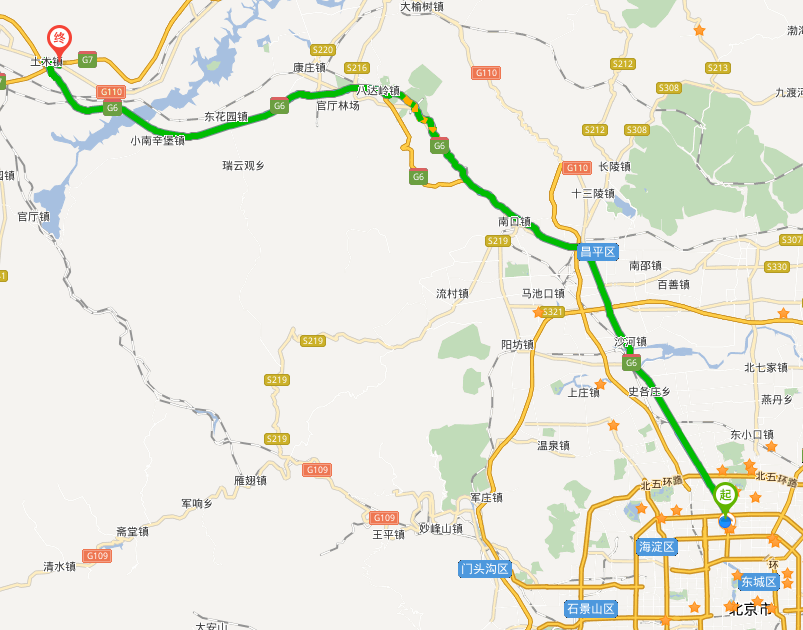 大榆树镇
渤海
终
土木镇
G7
S220
康庄镇
S216
G110
S212
S213
S308
九渡河
G110
G6
G6
八达岭镇
官厅林场
东花园镇
小南辛堡镇
G6
S212
S308
瑞云观乡
G6
G110
长陵镇
园镇
十三陵镇
官厅镇
南口镇
S219
昌平区
S307
南邵镇
S330
百善镇
流村镇
马池口镇
S321
S219
阳坊镇
沙河镇
G6
北七家镇
S219
上庄镇
史各庄乡
燕丹乡
东小口镇
S219
温泉镇
G109
雁翅镇
北五环路
北五环路
起
军庄镇
军响乡
G109
妙峰山镇
斋堂镇
王平镇
海淀区
G109
清水镇
门头沟区
环
东城区
石景山区
北京市
大安山